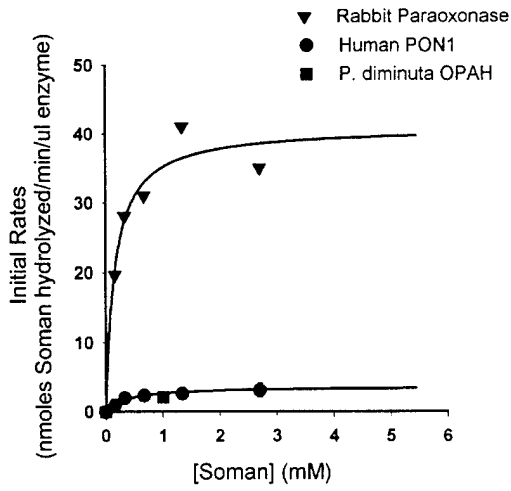 Rabbit Paraoxonase
Human PON1
P. diminuta OPAH
Initial Rates
(nmoles Soman hydrolyzed/min/ul enzyme)
50
40
30
20
10
0
0 1 2 3 4 5 6
[Soman] (mM)